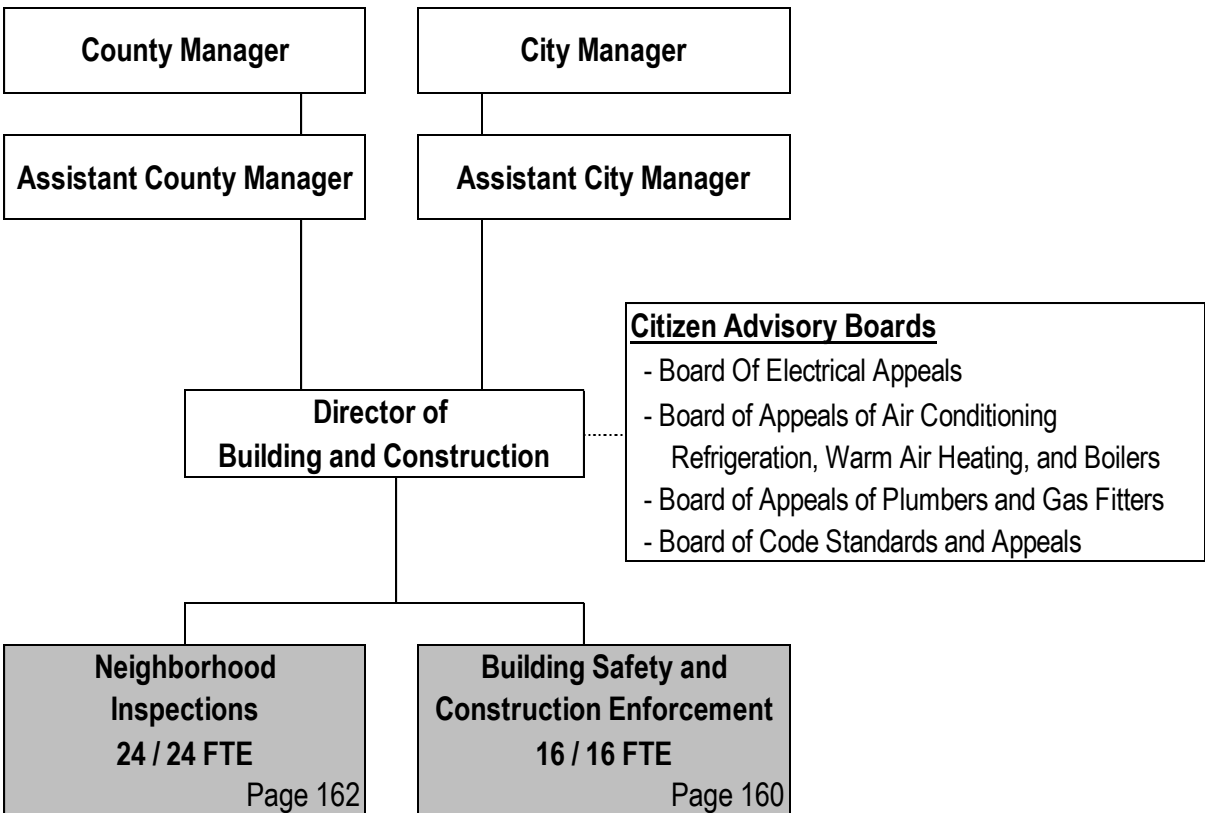 County Manager
City Manager
Assistant County Manager
Assistant City Manager
Director of
Building and Construction
Citizen Advisory Boards
- Board Of Electrical Appeals
- Board of Appeals of Air Conditioning
Refrigeration, Warm Air Heating, and Boilers
- Board of Appeals of Plumbers and Gas Fitters
- Board of Code Standards and Appeals
Neighborhood
Inspections
24 / 24 FTE
Page 162
Building Safety and
Construction Enforcement
16 / 16 FTE
Page 160